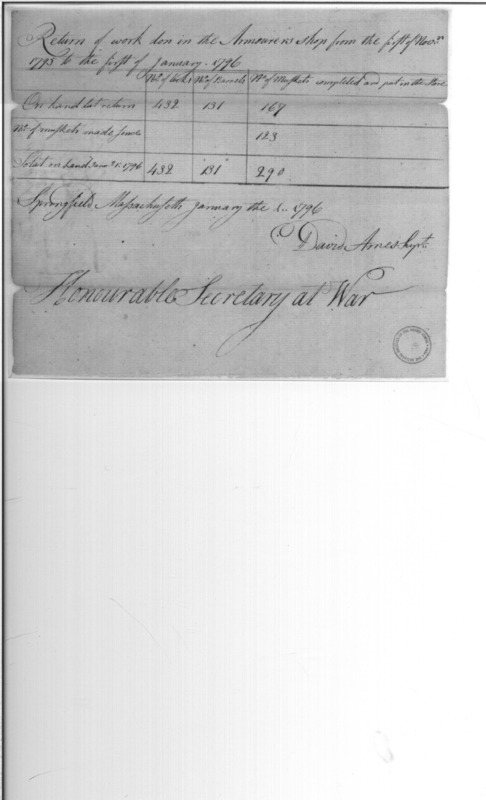 Return of work don in the Armourers Shop from the first of Novr.
1795 to the first of January 1796
No. of Locks No. of Barrels No. of Muskets completed and put in the Store
On hand last return 432 131 167
No. of muskets made since 123
Total on hand Janry. 1st. 1796 432 131 290
Springfield Massachusetts January the 1. 1796
David Ames Supt.
Honourable Secretary at War